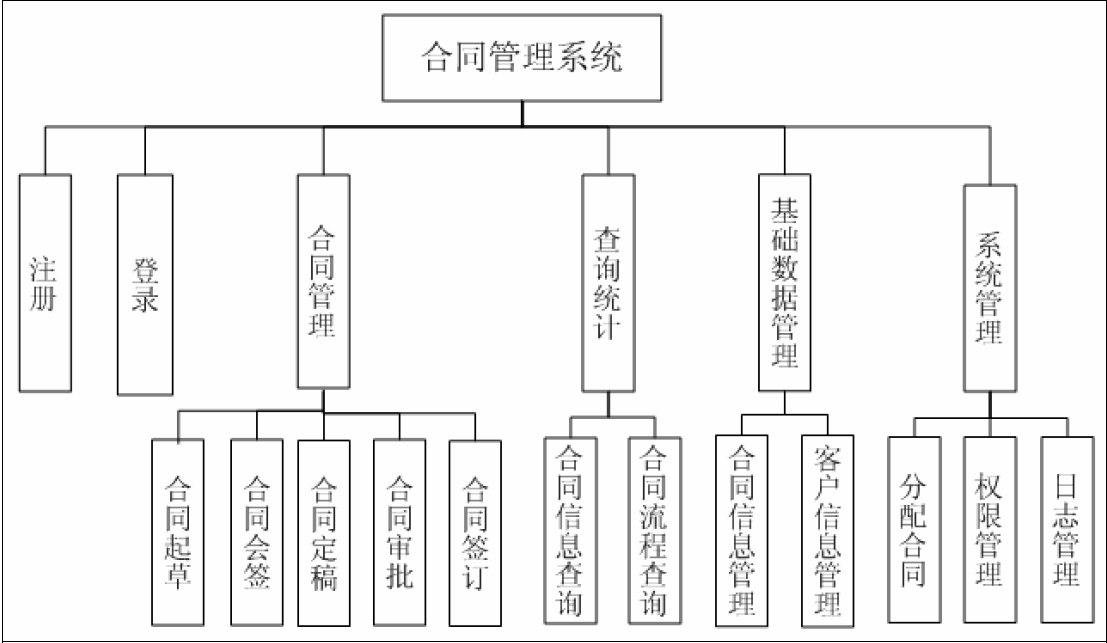 合同管理系统
注册
登录
合同管理
查询统计
基础数据管理
系统管理
合同起草
合同会签
合同定稿
合同审批
合同签订
合同信息查询
合同流程查询
合同信息管理
客户信息管理
分配合同
权限管理
日志管理